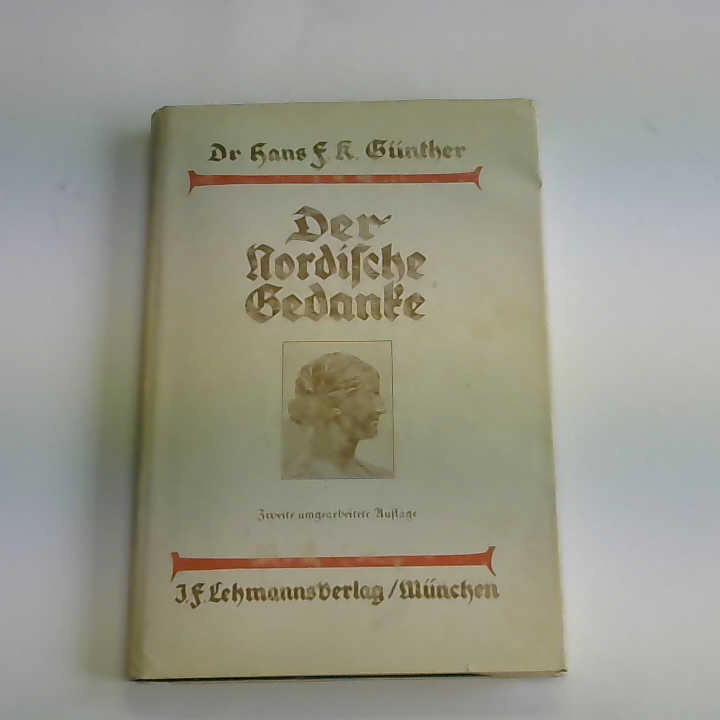 Dr Hans F. K. Günther
Der
Nordische
Gedanke
Zweite umgearbeitete Auflage
J. F. Lehmanns Verlag / München